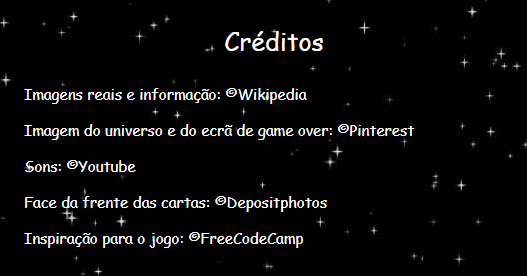 Créditos
Imagens reais e informação: ©Wikipedia
Imagem do universo e do ecrã de game over: ©Pinterest
Sons: ©Youtube
Face da frente das cartas: ©Depositphotos
Inspiração para o jogo: ©FreeCodeCamp